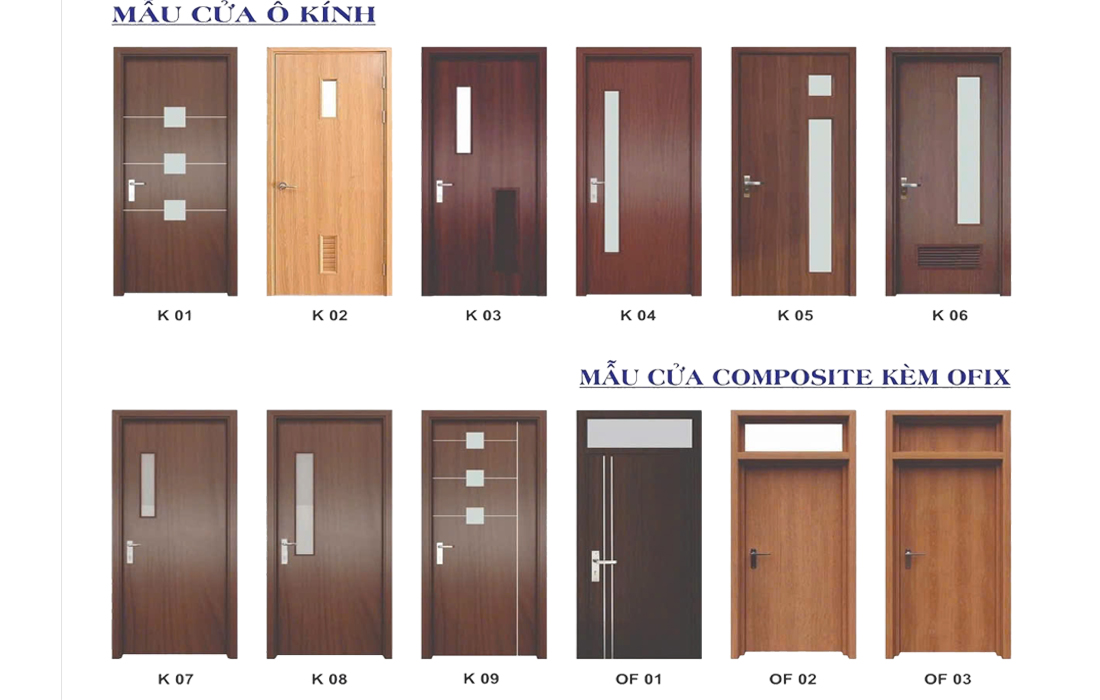 MẪU CỬA Ô KÍNH
K 01 K 02 K 03 K 04 K 05 K 06
MẪU CỬA COMPOSITE KÈM OFIX
K 07 K 08 K 09 OF 01 OF 02 OF 03